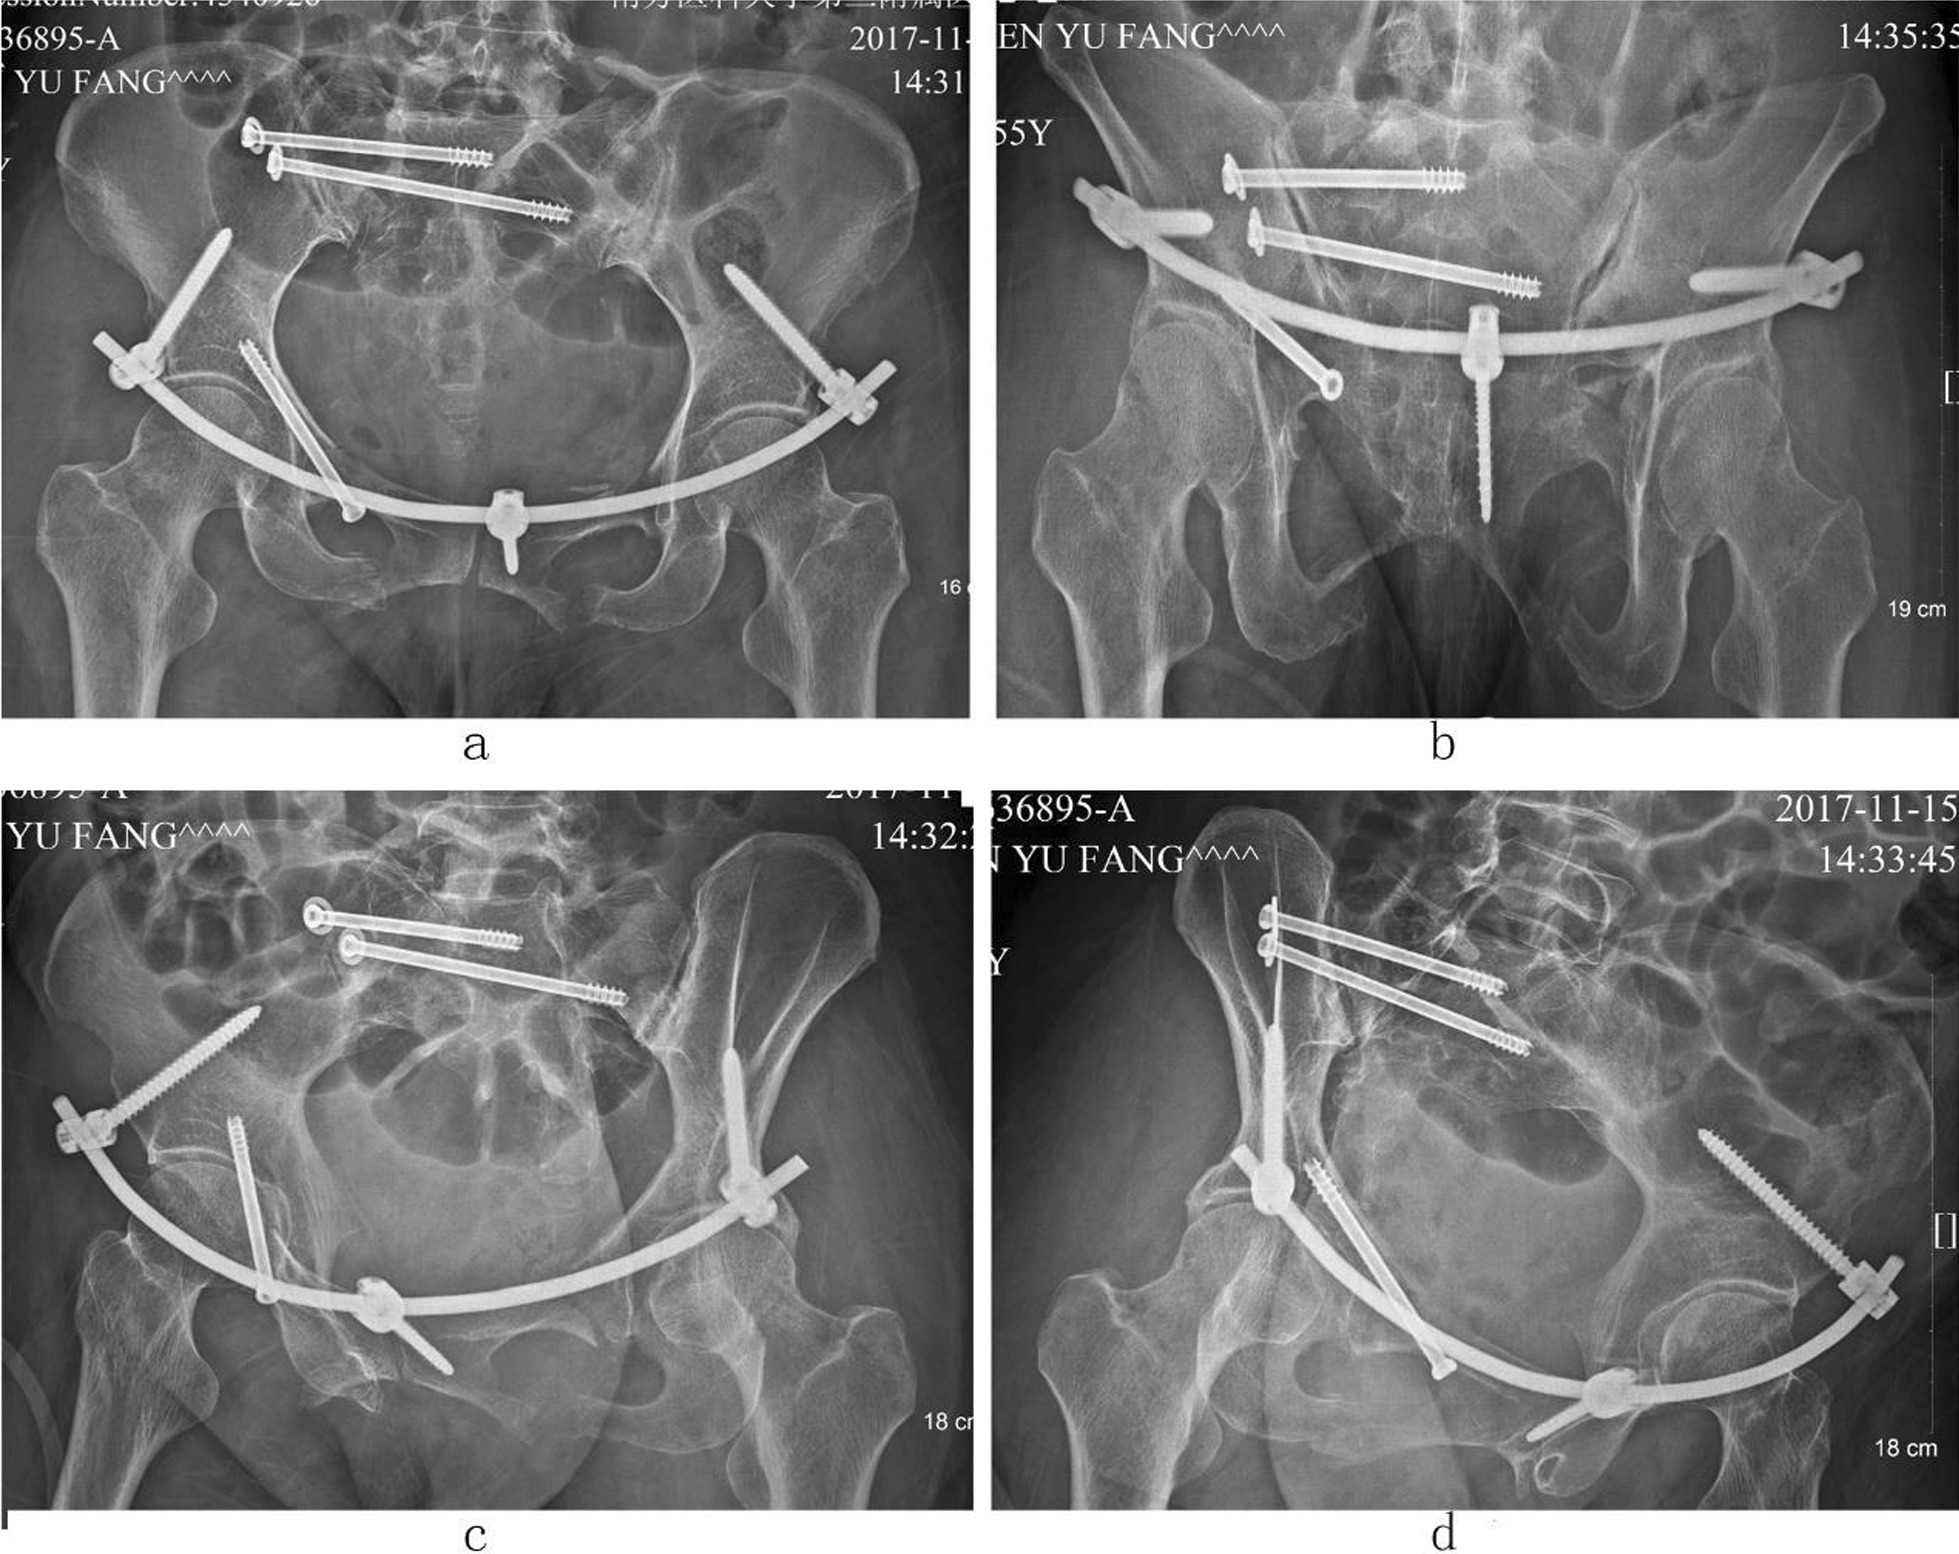 36895-A
YU FANG^^^^
2017-11-
14:31
16
EN YU FANG^^^^
55Y
14:35:35
[]
19 cm
a
b
YU FANG^^^^
14:32:
18 cm
36895-A
N YU FANG^^^^
Y
2017-11-15
14:33:45
[]
18 cm
c
d